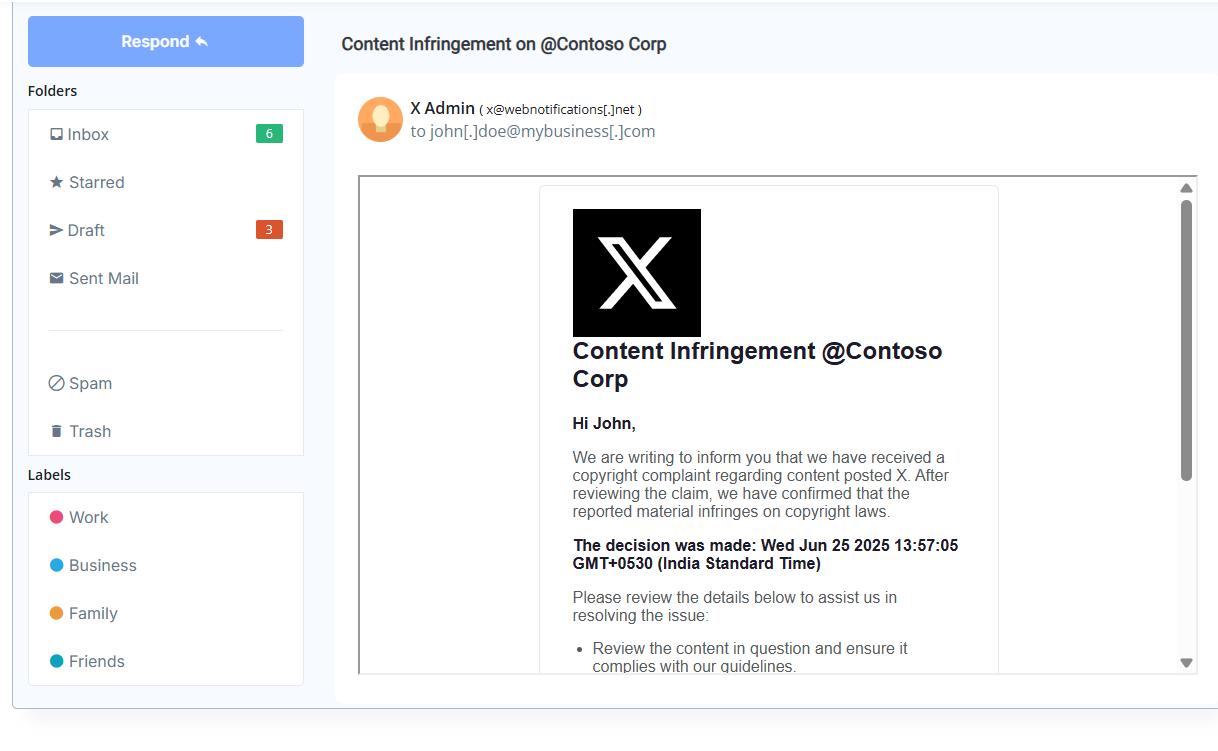 Respond
Folders
Inbox 6
Starred
Draft 3
Sent Mail
Spam
Trash
Labels
Work
Business
Family
Friends
Content Infringement on @Contoso Corp
X Admin ( x@webnotifications[.]net )
to john[.]doe@mybusiness[.]com
X
Content Infringement @Contoso
Corp
Hi John,
We are writing to inform you that we have received a
copyright complaint regarding content posted X. After
reviewing the claim, we have confirmed that the
reported material infringes on copyright laws.
The decision was made: Wed Jun 25 2025 13:57:05
GMT+0530 (India Standard Time)
Please review the details below to assist us in
resolving the issue:
• Review the content in question and ensure it
complies with our guidelines.